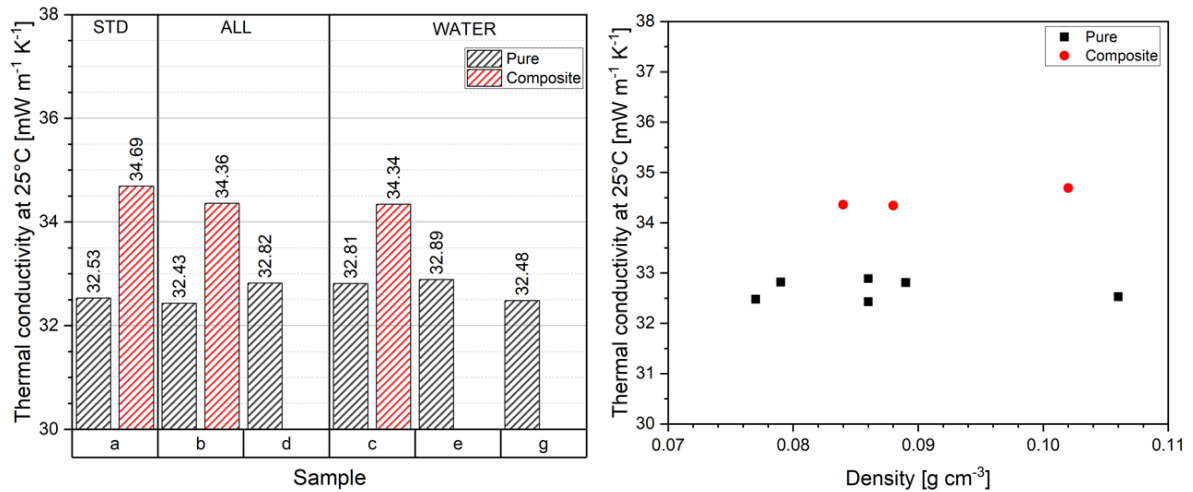 38
36
34
32
30
Thermal conductivity at 25°C [mW m⁻¹ K⁻¹]
STD
ALL
WATER
Pure
Composite
32.53
34.69
32.43
34.36
32.82
32.81
34.34
32.89
32.48
a
b
d
c
e
g
Sample
38
37
36
35
34
33
32
31
30
Thermal conductivity at 25°C [mW m⁻¹ K⁻¹]
Pure
Composite
0.07
0.08
0.09
0.10
0.11
Density [g cm⁻³]